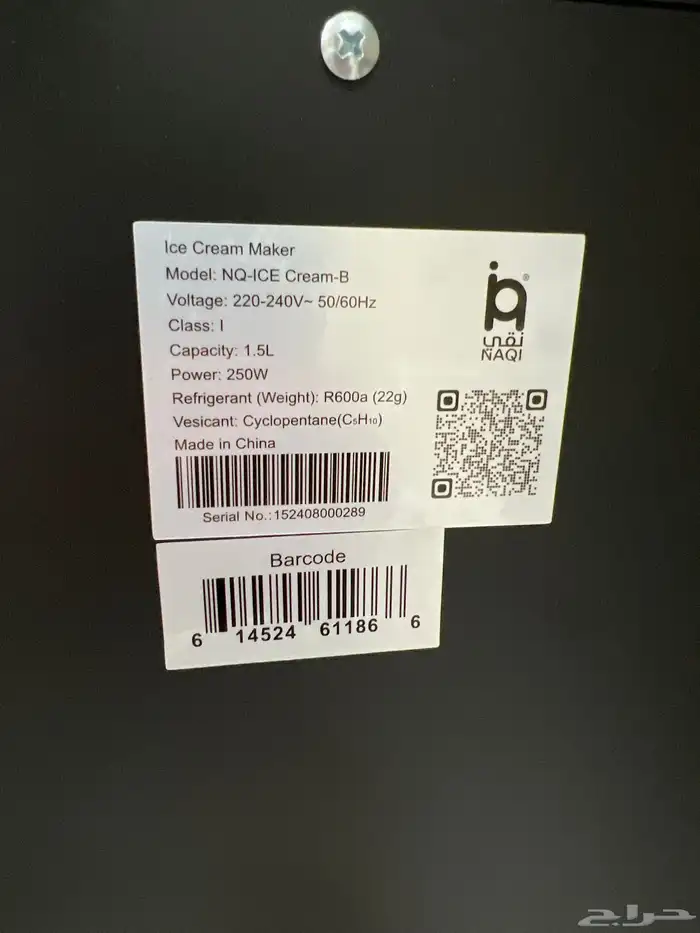 Ice Cream Maker
Model: NQ-ICE Cream-B
Voltage: 220-240V~ 50/60Hz
Class: I
Capacity: 1.5L
Power: 250W
Refrigerant (Weight): R600a (22g)
Vesicant: Cyclopentane(C₅H₁₀)
Made in China
Serial No.:152408000289
نقي
NAQI
®
Barcode
6 14524 61186 6
حراج